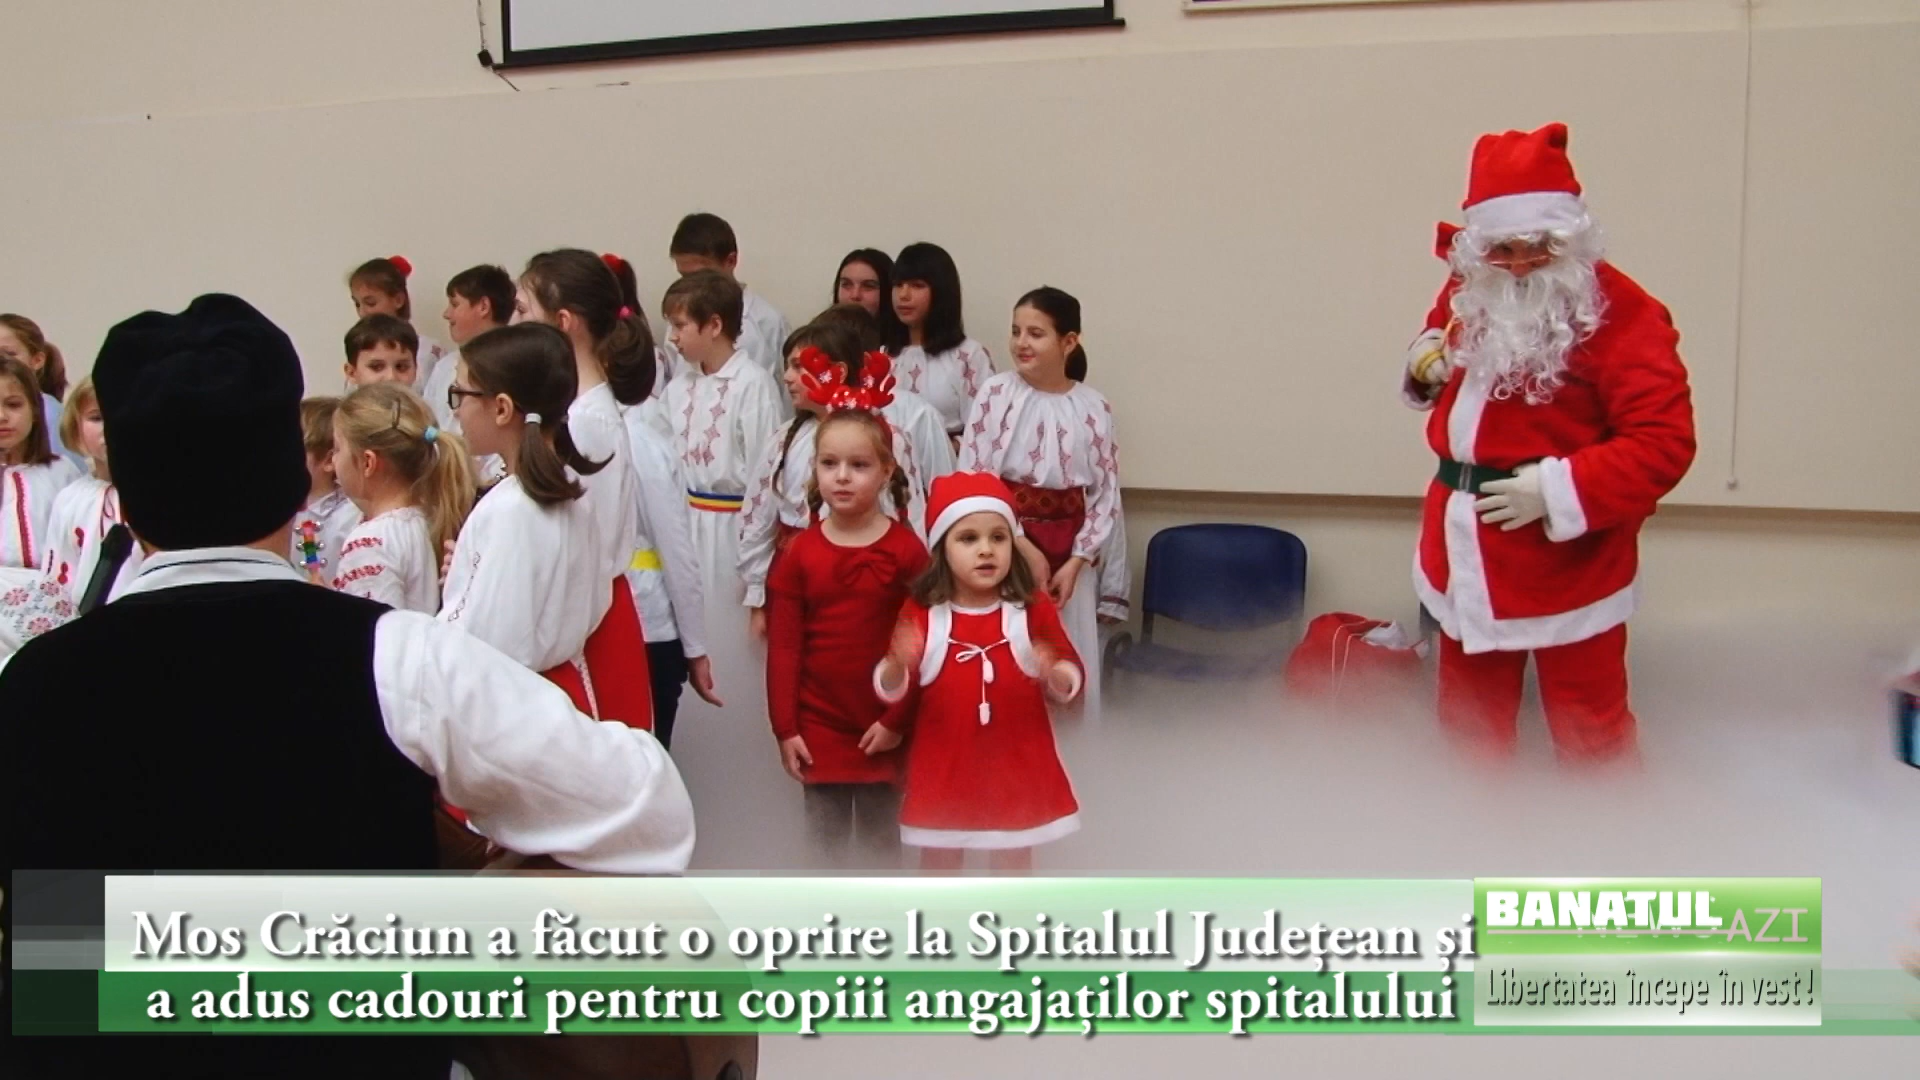 Mos Crăciun a făcut o oprire la Spitalul Județean și
a adus cadouri pentru copiii angajaților spitalului
BANATUL
NEWS AZI
Libertatea începe în vest!